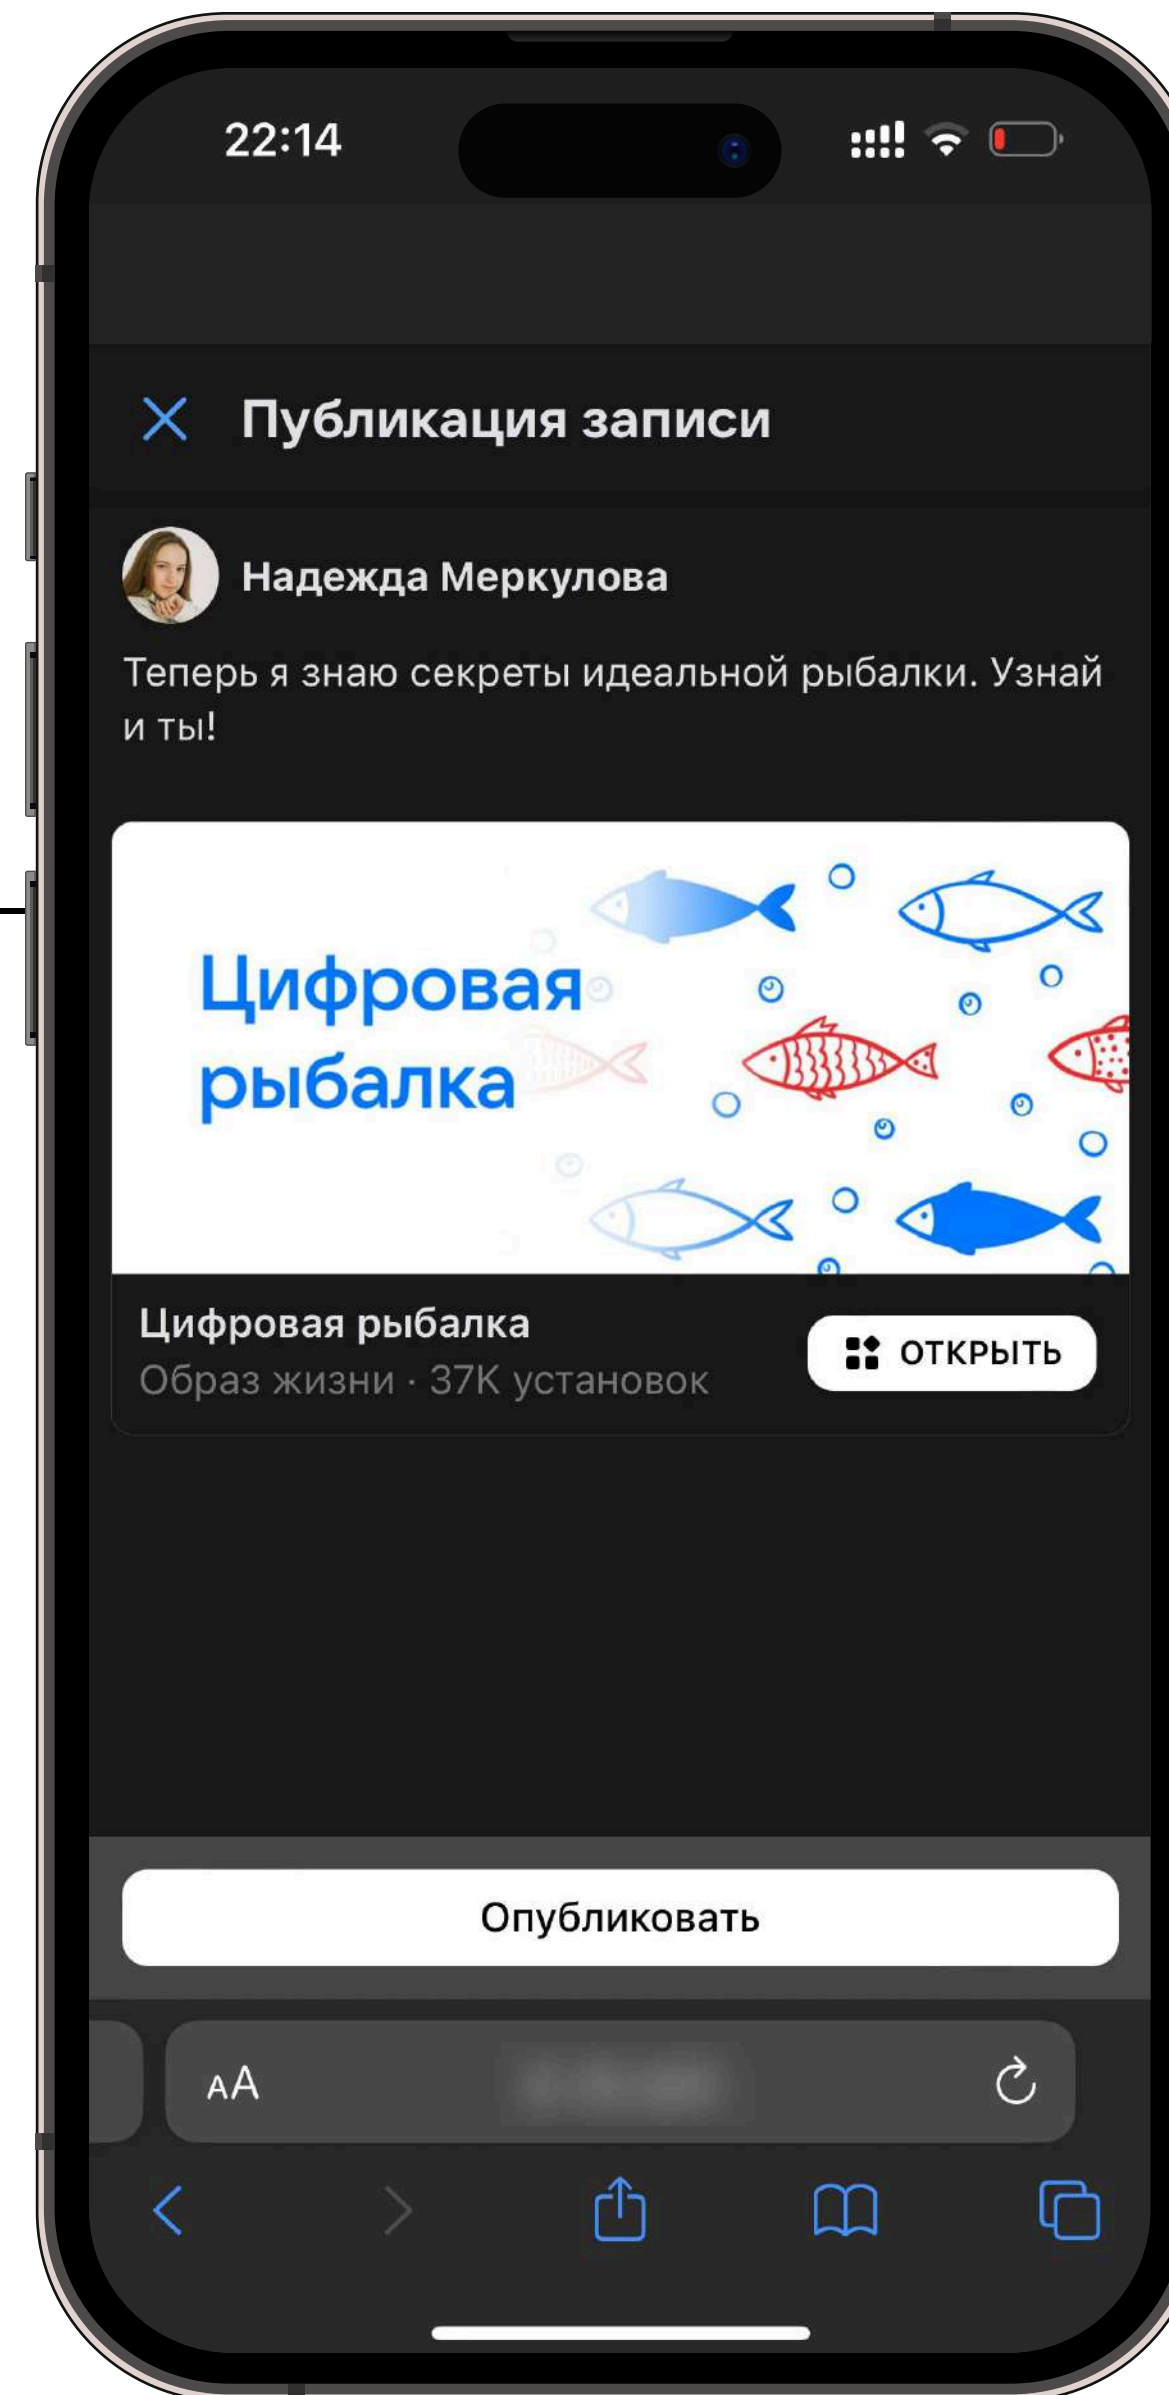 22:14
Публикация записи
Надежда Меркулова
Теперь я знаю секреты идеальной рыбалки. Узнай
и ты!
Цифровая
рыбалка
Цифровая рыбалка
Образ жизни · 37K установок
ОТКРЫТЬ
Опубликовать
AA